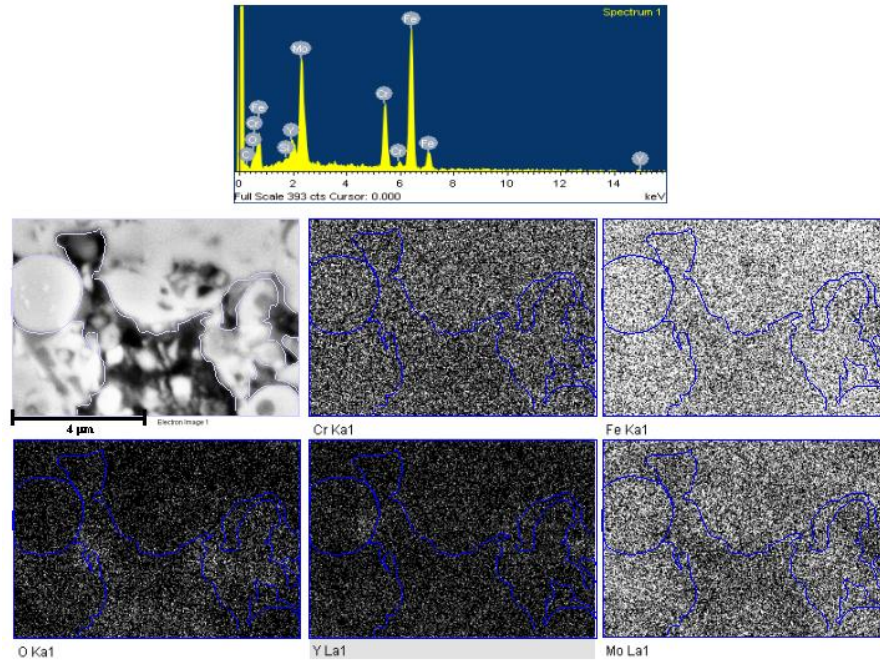 Spectrum 1
Fe
Mo
Cr
Fe
Cr
O
C
Y
Si
Cr
Fe
Y
0 2 4 6 8 10 12 14
Full Scale 393 cts Cursor: 0.000 keV
4 µm
Electron Image 1
Cr Ka1
Fe Ka1
O Ka1
Y La1
Mo La1